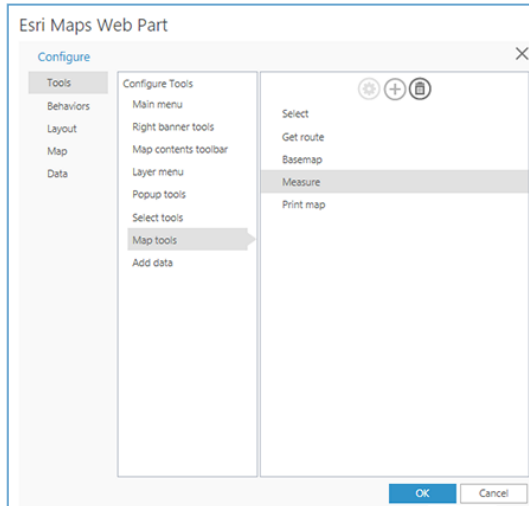 Esri Maps Web Part
Configure
Tools
Behaviors
Layout
Map
Data
Configure Tools
Main menu
Right banner tools
Map contents toolbar
Layer menu
Popup tools
Select tools
Map tools
Add data
Select
Get route
Basemap
Measure
Print map
OK
Cancel